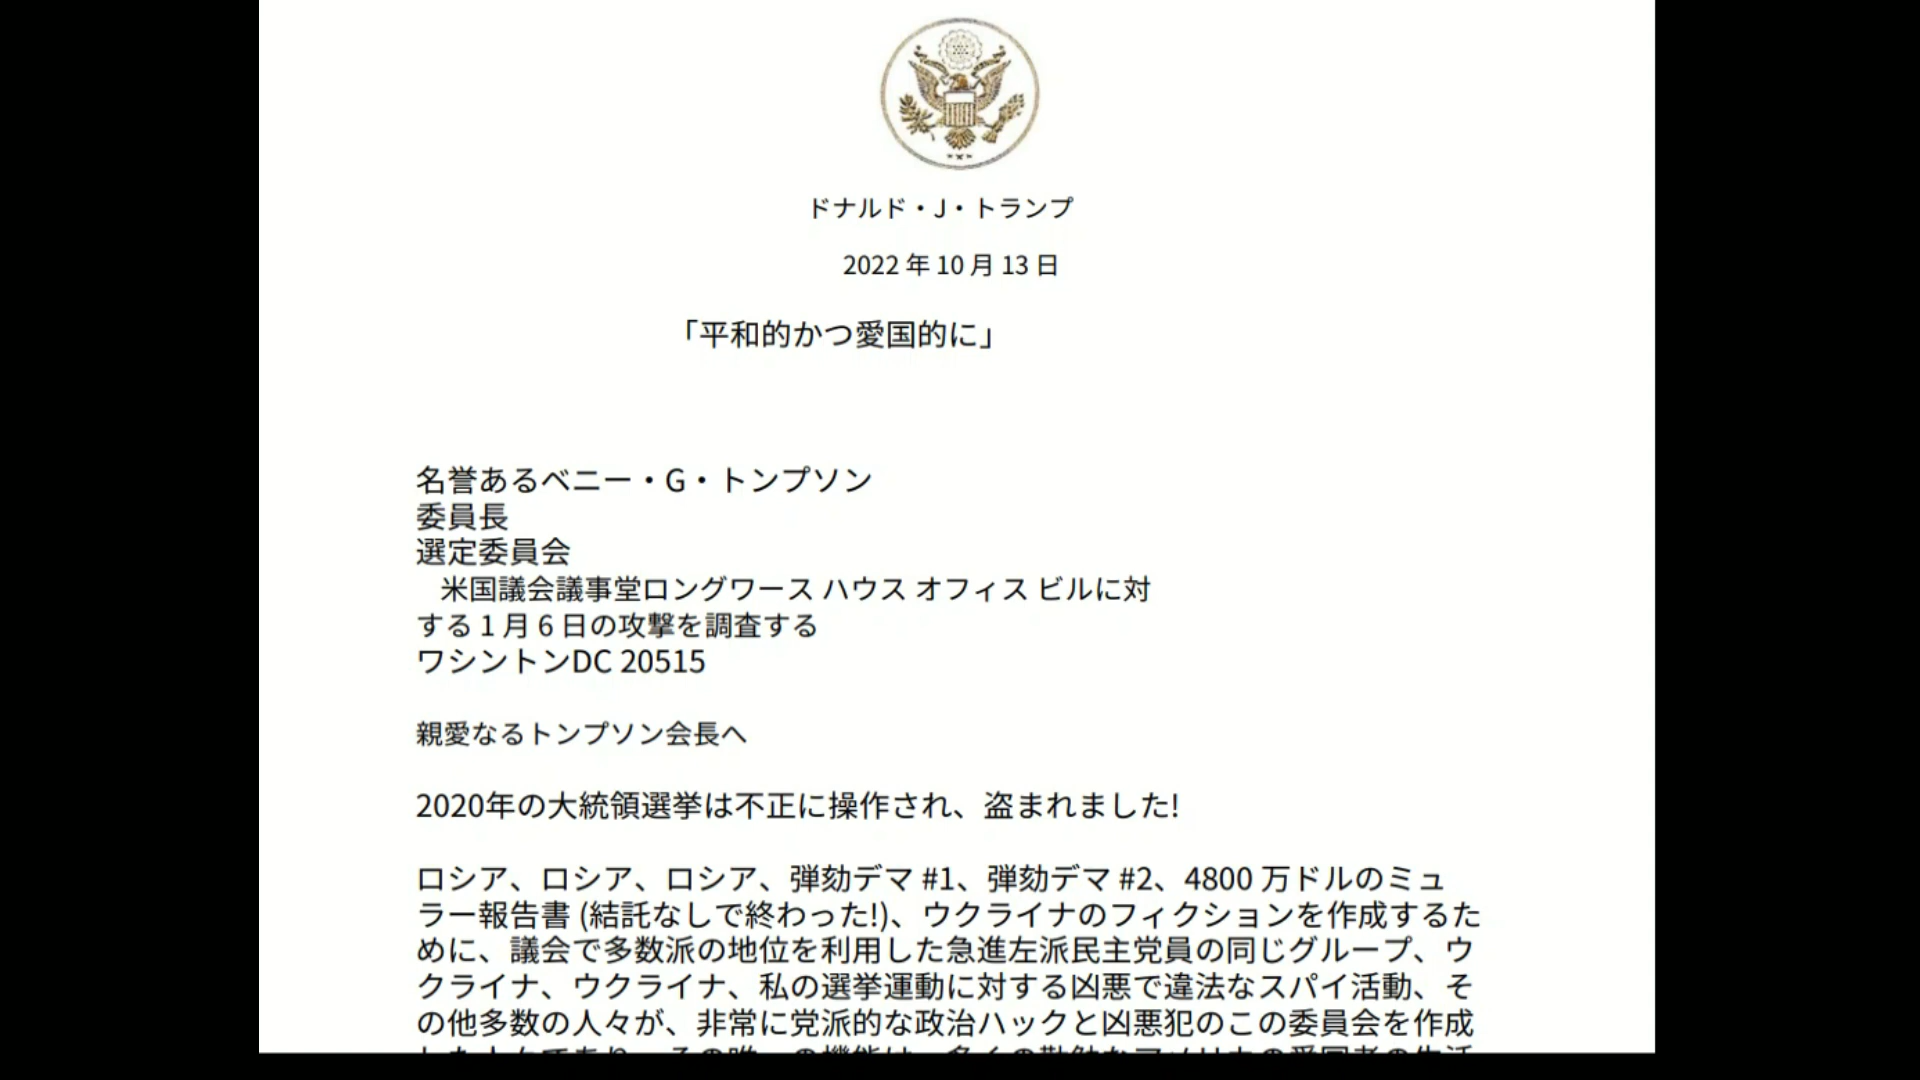 ドナルド・J・トランプ
2022 年 10 月 13 日
「平和的かつ愛国的に」
名誉あるベニー・G・トンプソン
委員長
選定委員会
米国議会議事堂ロングワース ハウス オフィス ビルに対
する 1 月 6 日の攻撃を調査する
ワシントンDC 20515
親愛なるトンプソン会長へ
2020年の大統領選挙は不正に操作され、盗まれました!
ロシア、ロシア、ロシア、弾劾デマ #1、弾劾デマ #2、4800 万ドルのミュ
ラー報告書 (結託なしで終わった!)、ウクライナのフィクションを作成するた
めに、議会で多数派の地位を利用した急進左派民主党員の同じグループ、ウ
クライナ、ウクライナ、私の選挙運動に対する凶悪で違法なスパイ活動、そ
の他多数の人々が、非常に党派的な政治ハックと凶悪犯のこの委員会を作成